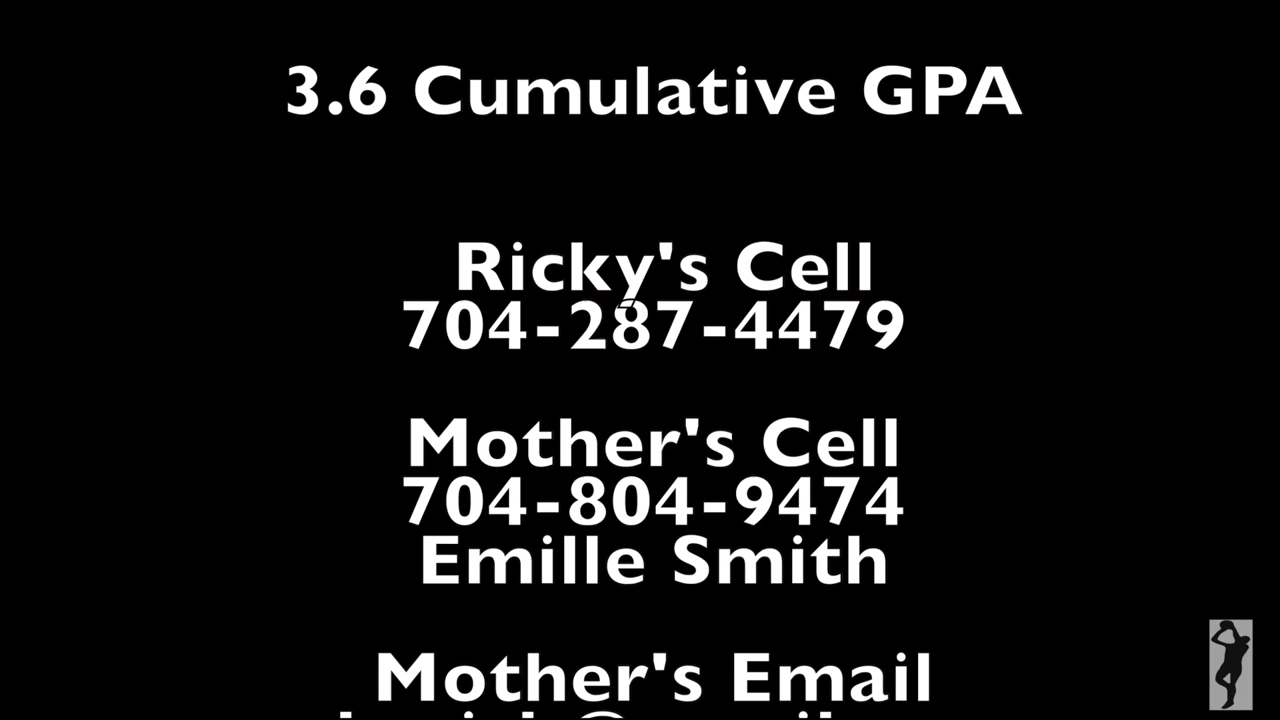 3.6 Cumulative GPA
Ricky's Cell
704-287-4479
Mother's Cell
704-804-9474
Emille Smith
Mother's Email